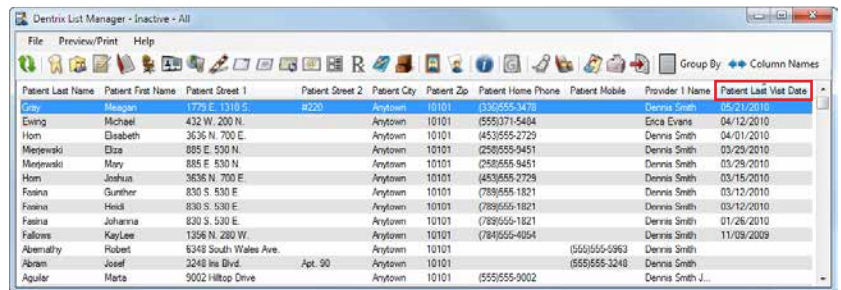 Dentrix List Manager - Inactive - All
File Preview/Print Help
R G Group By Column Names
Patient Last Name Patient First Name Patient Street 1 Patient Street 2 Patient City Patient Zip Patient Home Phone Patient Mobile Provider 1 Name Patient Last Visit Date
Gray Meagan 1779 E. 1310 S. #220 Anytown 10101 (336)555-3478 Dennis Smith 05/21/2010
Ewing Michael 432 W. 200 N. Anytown 10101 (555)371-5484 Erica Evans 04/12/2010
Horn Elisabeth 3636 N. 700 E. Anytown 10101 (453)555-2729 Dennis Smith 04/01/2010
Mierjewski Eliza 885 E. 530 N. Anytown 10101 (258)555-9451 Dennis Smith 03/29/2010
Mierjewski Mary 885 E. 530 N. Anytown 10101 (258)555-9451 Dennis Smith 03/29/2010
Horn Joshua 3636 N. 700 E. Anytown 10101 (453)555-2729 Dennis Smith 03/15/2010
Fasina Gunther 830 S. 530 E. Anytown 10101 (789)555-1821 Dennis Smith 03/12/2010
Fasina Heidi 830 S. 530 E. Anytown 10101 (789)555-1821 Dennis Smith 03/12/2010
Fasina Johanna 830 S. 530 E. Anytown 10101 (789)555-1821 Dennis Smith 01/26/2010
Fallows KayLee 1356 N. 280 W. Anytown 10101 (784)555-4054 Dennis Smith 11/09/2009
Abernathy Robert 6348 South Wales Ave. Anytown 10101 (555)555-5963 Dennis Smith
Abram Josef 3248 Iris Blvd. Apt. 90 Anytown 10101 (555)555-3248 Dennis Smith
Aguilar Marta 9002 Hilltop Drive Anytown 10101 (555)555-9002 Dennis Smith J...